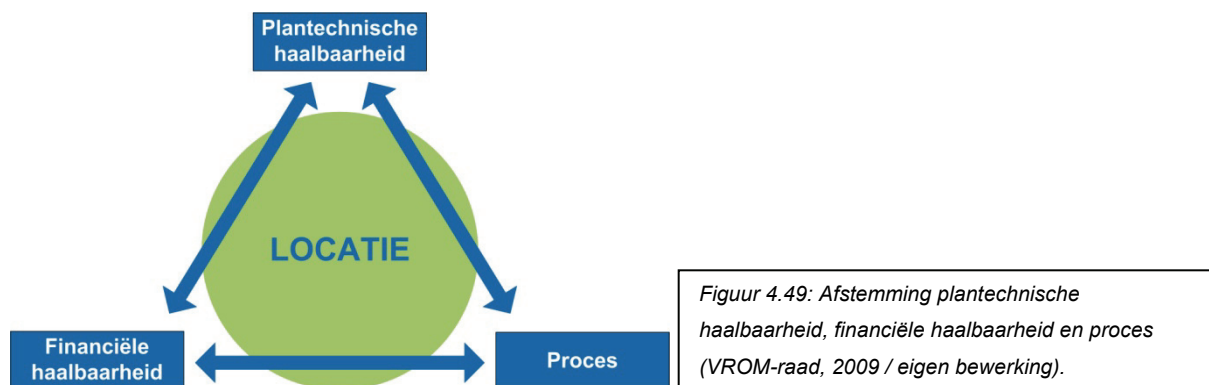 Plantechnische
haalbaarheid
LOCATIE
Financiële
haalbaarheid
Proces
Figuur 4.49: Afstemming plantechnische
haalbaarheid, financiële haalbaarheid en proces
(VROM-raad, 2009 / eigen bewerking).